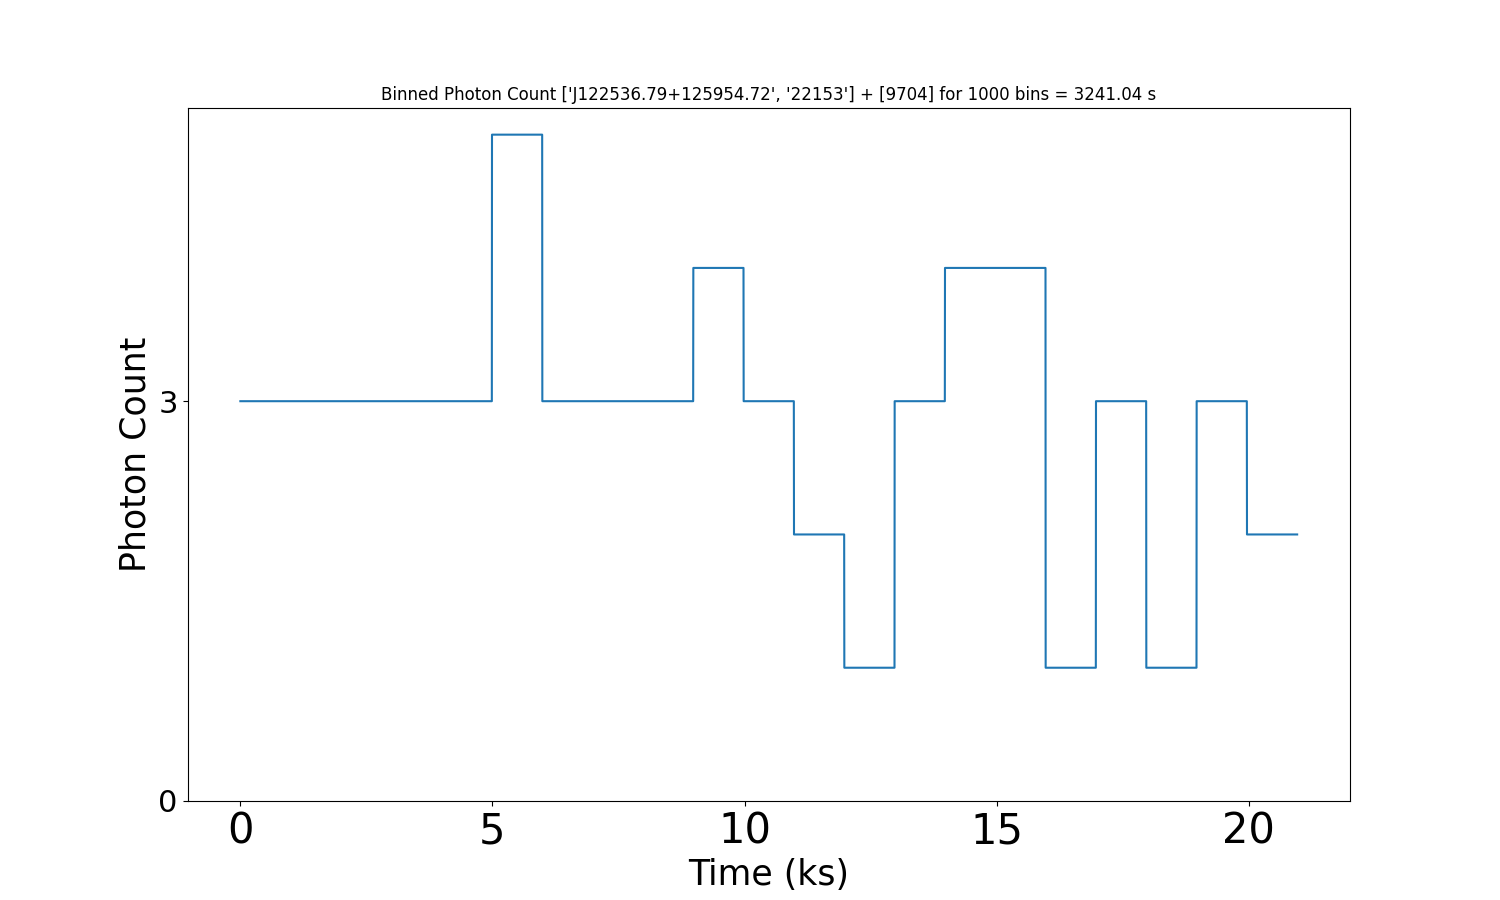 Binned Photon Count ['J122536.79+125954.72', '22153'] + [9704] for 1000 bins = 3241.04 s
Photon Count
3
0
0 5 10 15 20
Time (ks)